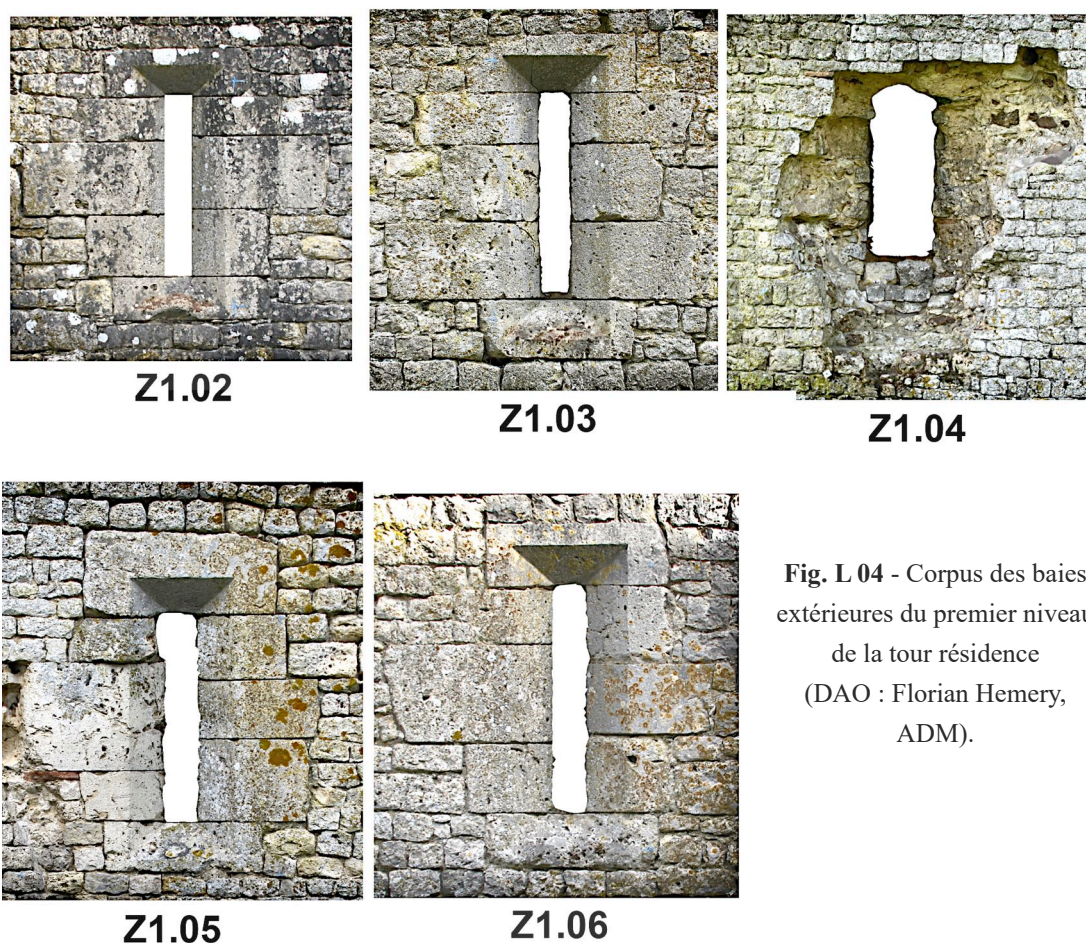 Z1.02
Z1.03
Z1.04
Z1.05
Z1.06
Fig. L 04 - Corpus des baies
extérieures du premier niveau
de la tour résidence
(DAO : Florian Hemery,
ADM).